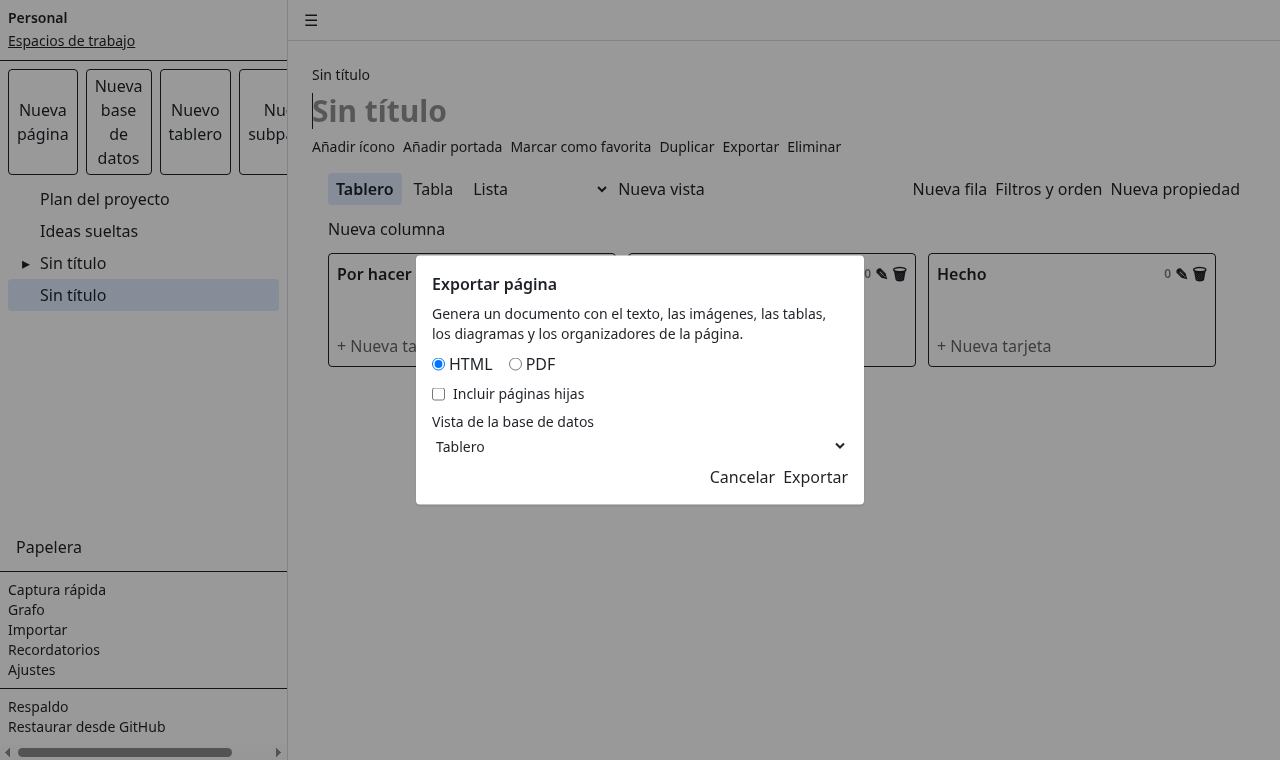 Personal
Espacios de trabajo
Nueva página
Nueva base de datos
Nuevo tablero
☰
Sin título
Sin título
Añadir ícono Añadir portada Marcar como favorita Duplicar Exportar Eliminar
Tablero Tabla Lista Nueva vista Nueva fila Filtros y orden Nueva propiedad
Nueva columna
Plan del proyecto
Ideas sueltas
Sin título
Sin título
Por hacer
0
Hecho 0
+ Nueva
+ Nueva tarjeta
Exportar página
Genera un documento con el texto, las imágenes, las tablas,
los diagramas y los organizadores de la página.
HTML PDF
Incluir páginas hijas
Vista de la base de datos
Tablero
Cancelar Exportar
Papelera
Captura rápida
Grafo
Importar
Recordatorios
Ajustes
Respaldo
Restaurar desde GitHub